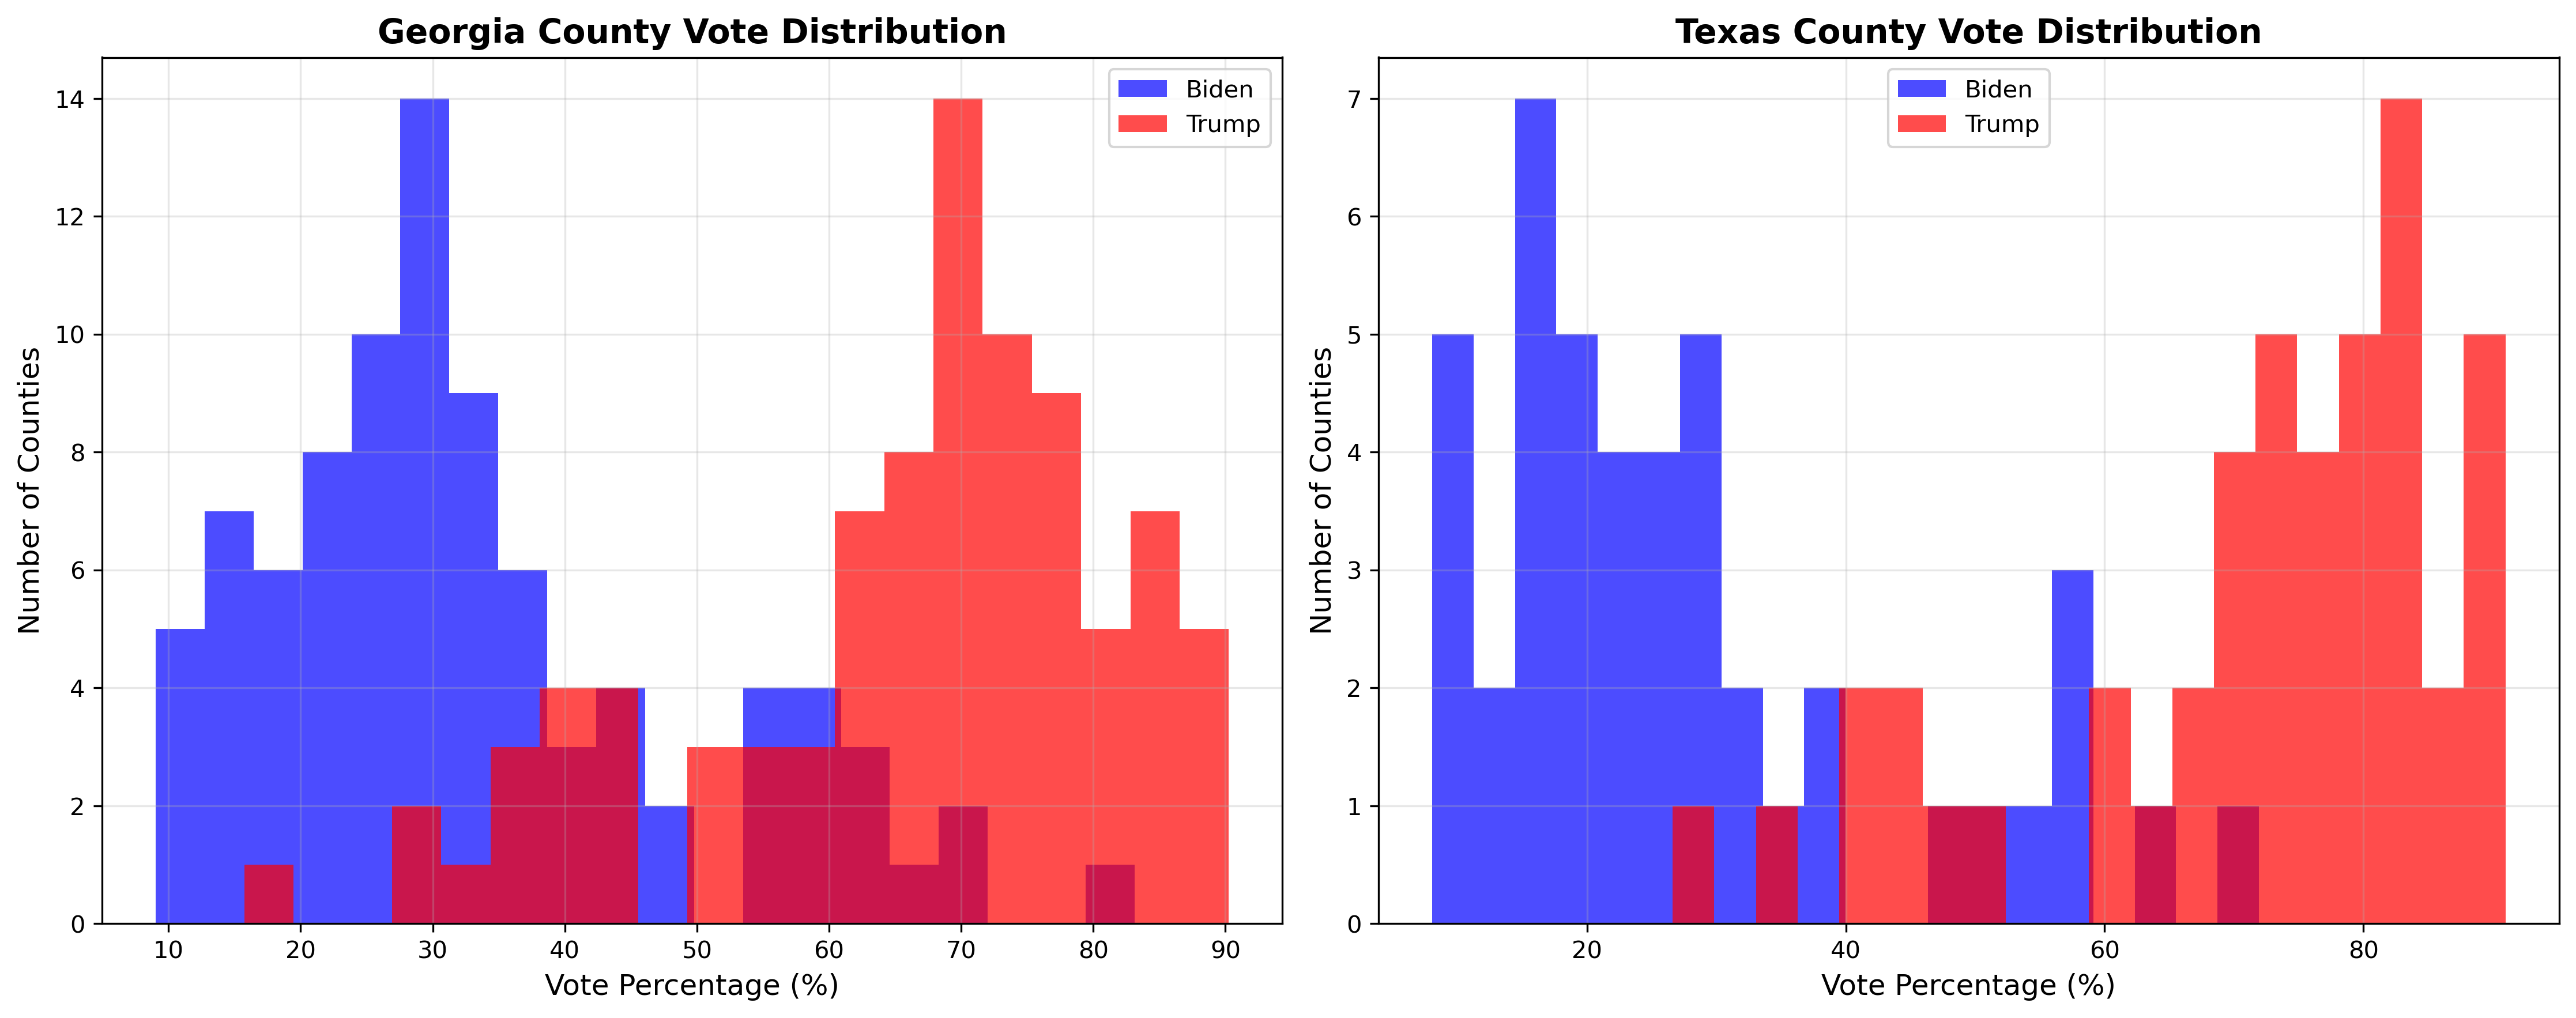 Georgia County Vote Distribution
Biden
Trump
14
12
10
8
6
4
2
0
Number of Counties
10 20 30 40 50 60 70 80 90
Vote Percentage (%)
Texas County Vote Distribution
Biden
Trump
7
6
5
4
3
2
1
0
Number of Counties
20 40 60 80
Vote Percentage (%)